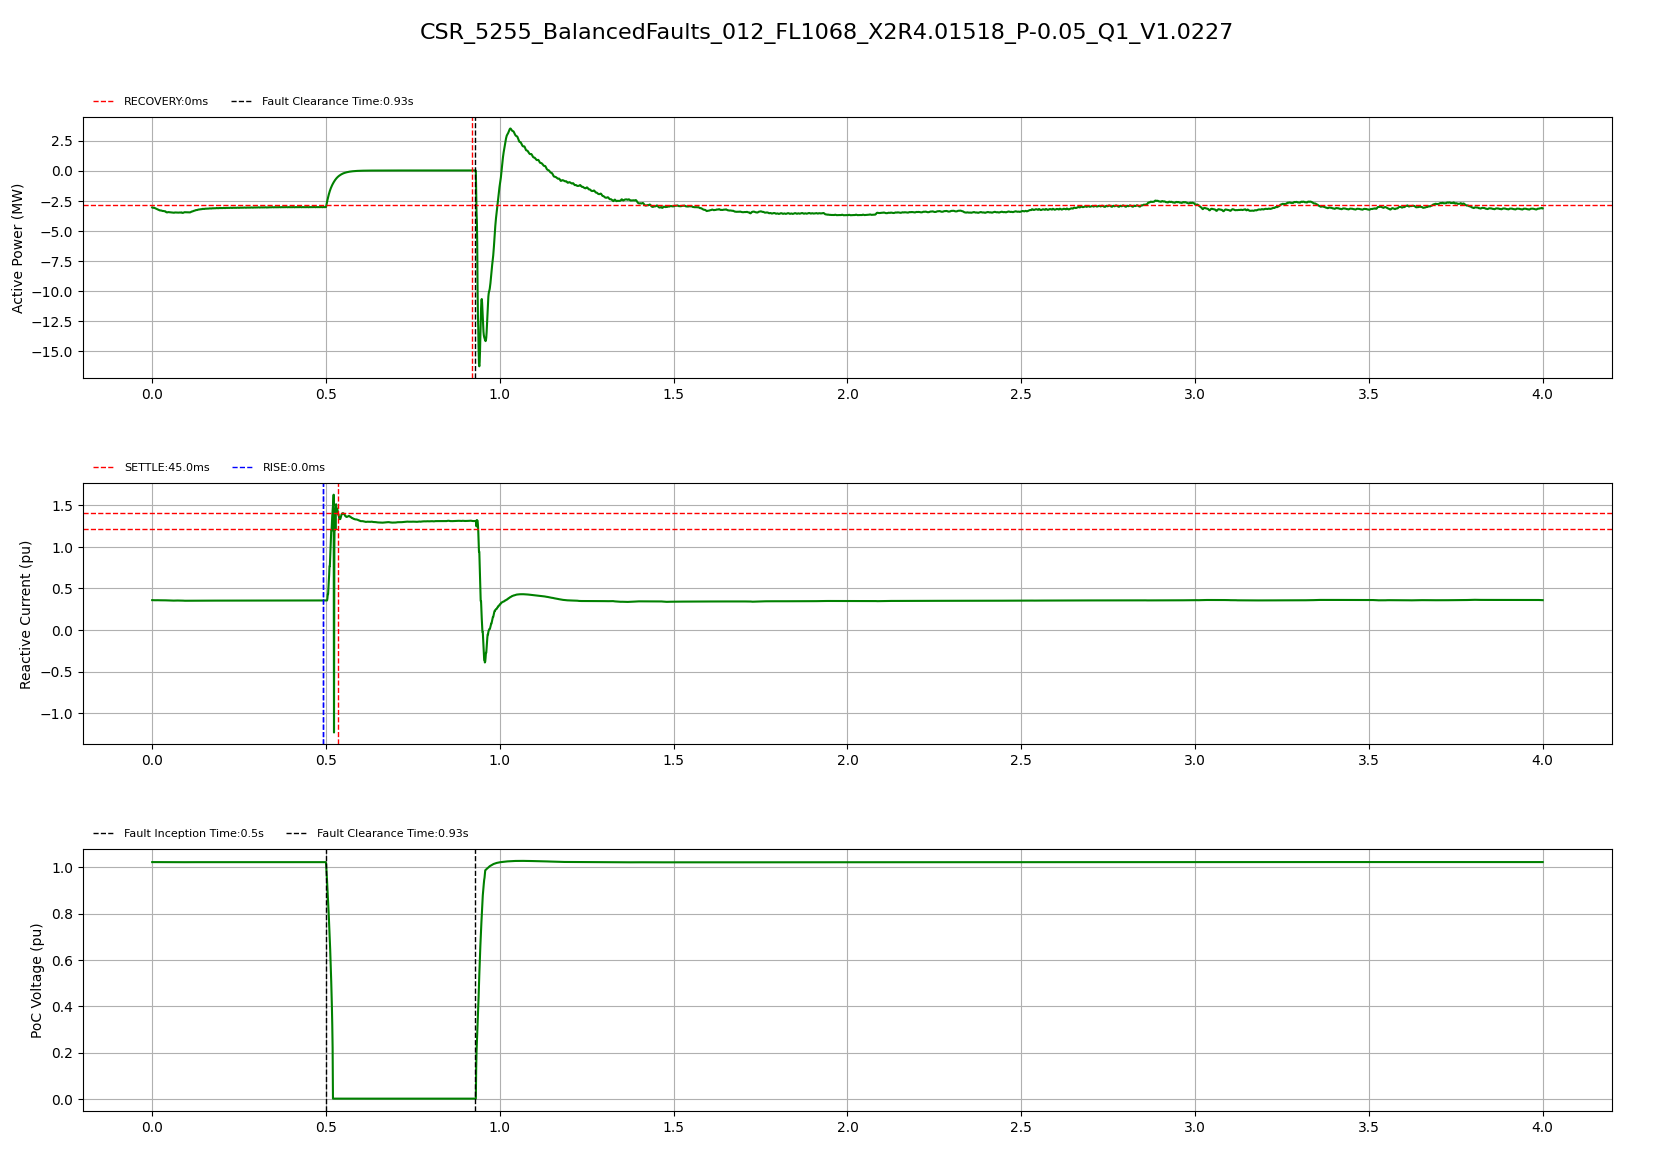 CSR_5255_BalancedFaults_012_FL1068_X2R4.01518_P-0.05_Q1_V1.0227
RECOVERY:0ms Fault Clearance Time:0.93s
Active Power (MW)
2.5
0.0
−2.5
−5.0
−7.5
−10.0
−12.5
−15.0
0.0 0.5 1.0 1.5 2.0 2.5 3.0 3.5 4.0
SETTLE:45.0ms RISE:0.0ms
Reactive Current (pu)
1.5
1.0
0.5
0.0
−0.5
−1.0
0.0 0.5 1.0 1.5 2.0 2.5 3.0 3.5 4.0
Fault Inception Time:0.5s Fault Clearance Time:0.93s
PoC Voltage (pu)
1.0
0.8
0.6
0.4
0.2
0.0
0.0 0.5 1.0 1.5 2.0 2.5 3.0 3.5 4.0